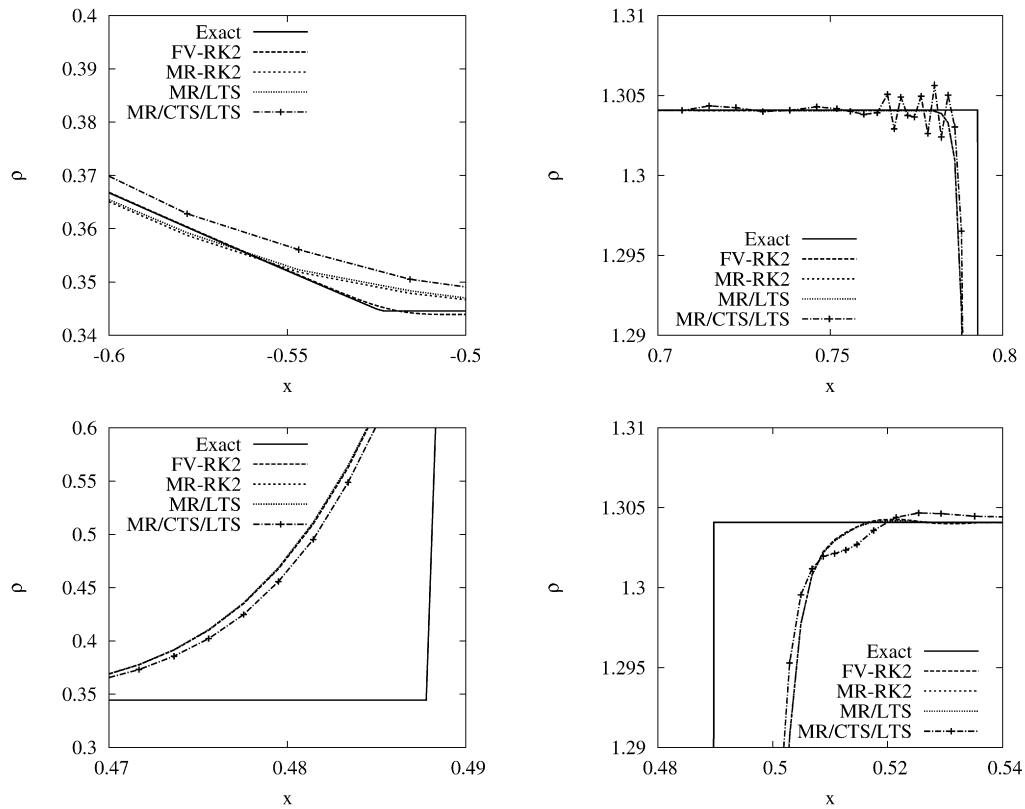 0.4
0.39
0.38
0.37
0.36
0.35
0.34
ρ
Exact
FV-RK2
MR-RK2
MR/LTS
MR/CTS/LTS
-0.6
-0.55
-0.5
x
1.31
1.305
1.3
1.295
1.29
ρ
Exact
FV-RK2
MR-RK2
MR/LTS
MR/CTS/LTS
0.7
0.75
0.8
x
0.6
0.55
0.5
0.45
0.4
0.35
0.3
ρ
Exact
FV-RK2
MR-RK2
MR/LTS
MR/CTS/LTS
0.47
0.48
0.49
x
1.31
1.305
1.3
1.295
1.29
ρ
Exact
FV-RK2
MR-RK2
MR/LTS
MR/CTS/LTS
0.48
0.5
0.52
0.54
x